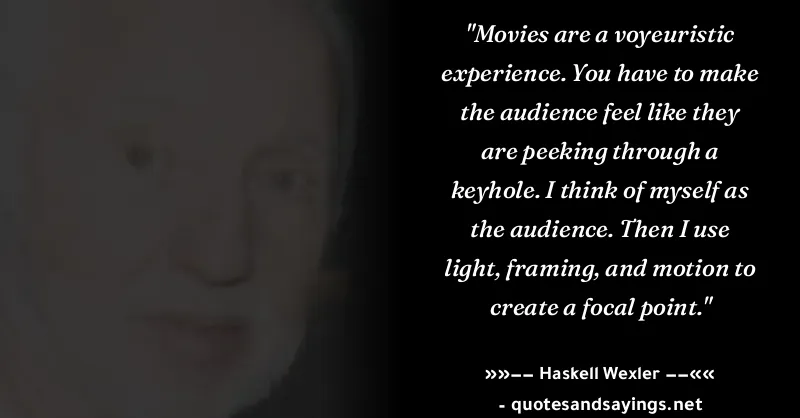 "Movies are a voyeuristic
experience. You have to make
the audience feel like they
are peeking through a
keyhole. I think of myself as
the audience. Then I use
light, framing, and motion to
create a focal point."
»»–– Haskell Wexler ––««
- quotesandsayings.net